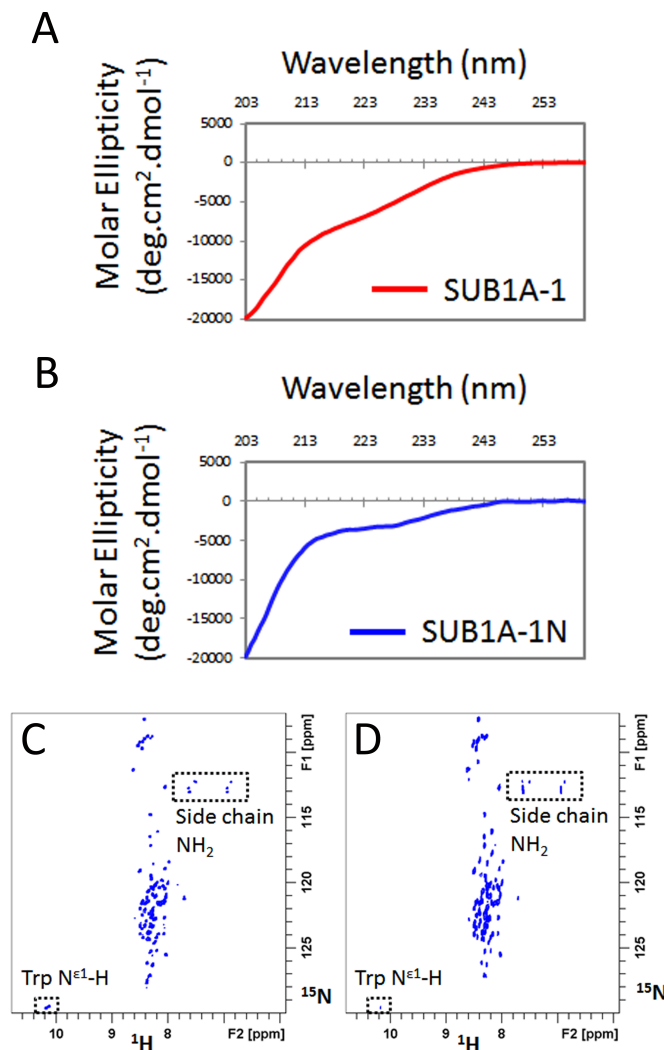 A
Wavelength (nm)
203 213 223 233 243 253
Molar Ellipticity
(deg.cm².dmol⁻¹)
5000
0
-5000
-10000
-15000
-20000
SUB1A-1
B
Wavelength (nm)
203 213 223 233 243 253
Molar Ellipticity
(deg.cm².dmol⁻¹)
5000
0
-5000
-10000
-15000
-20000
SUB1A-1N
C
Side chain
NH₂
Trp Nᵋ¹-H
10 9 8 F2 [ppm]
¹H
F1 [ppm]
115
120
125
¹⁵N
D
Side chain
NH₂
Trp Nᵋ¹-H
10 9 8 F2 [ppm]
¹H
F1 [ppm]
115
120
125
¹⁵N